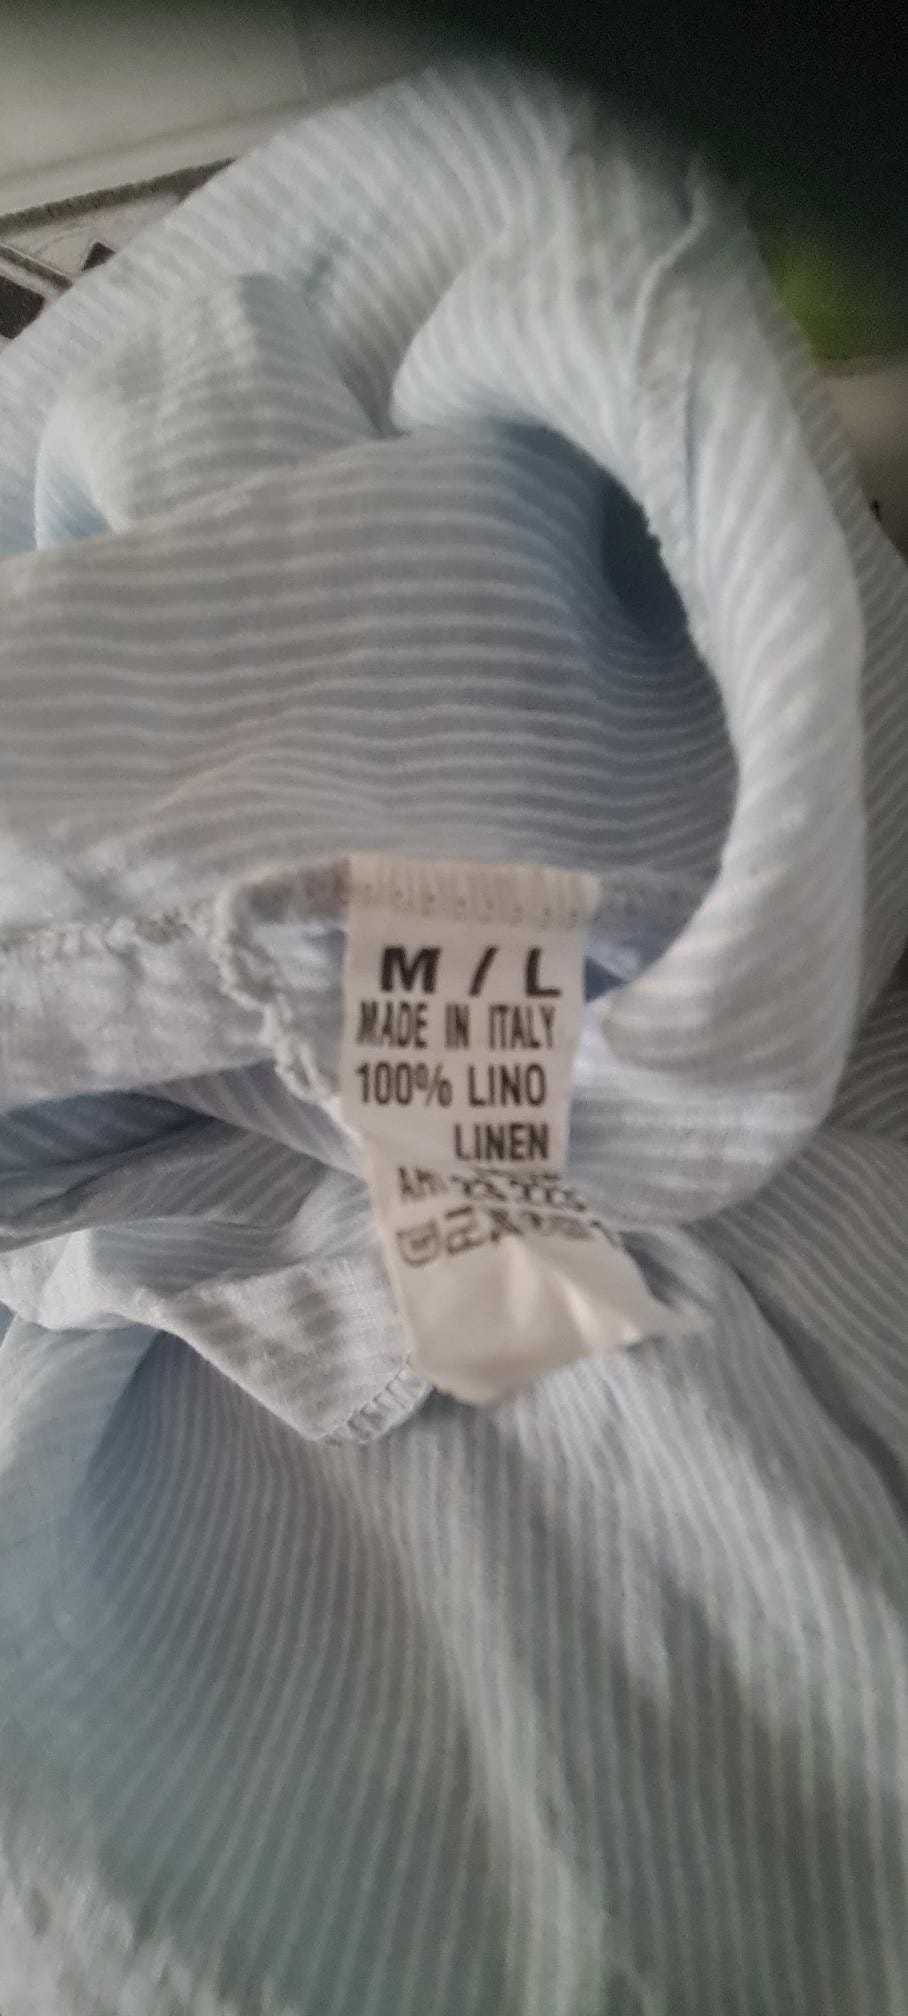 M / L
MADE IN ITALY
100% LINO
LINEN